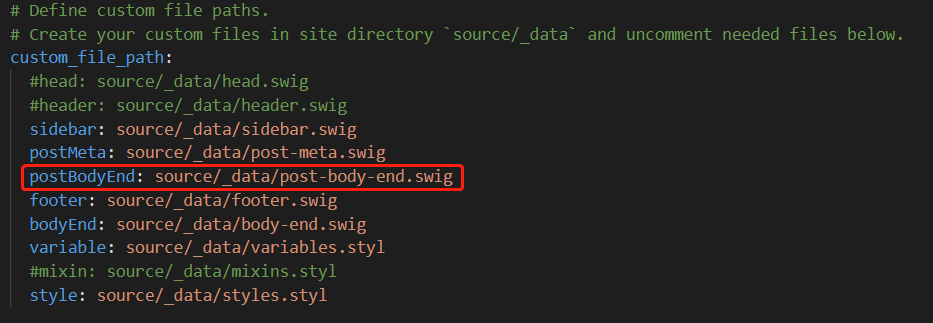 # Define custom file paths.
# Create your custom files in site directory `source/_data` and uncomment needed files below.
custom_file_path:
  #head: source/_data/head.swig
  #header: source/_data/header.swig
  sidebar: source/_data/sidebar.swig
  postMeta: source/_data/post-meta.swig
  postBodyEnd: source/_data/post-body-end.swig
  footer: source/_data/footer.swig
  bodyEnd: source/_data/body-end.swig
  variable: source/_data/variables.styl
  #mixin: source/_data/mixins.styl
  style: source/_data/styles.styl